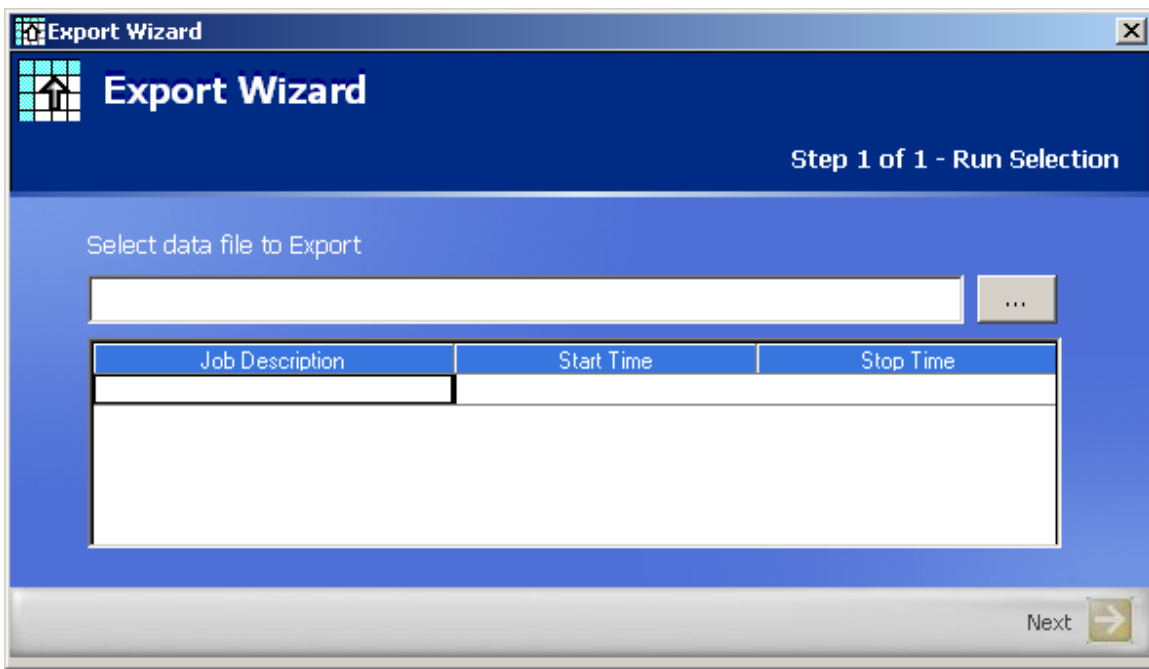 Export Wizard
Export Wizard
Step 1 of 1 - Run Selection
Select data file to Export
...
Job Description Start Time Stop Time
Next